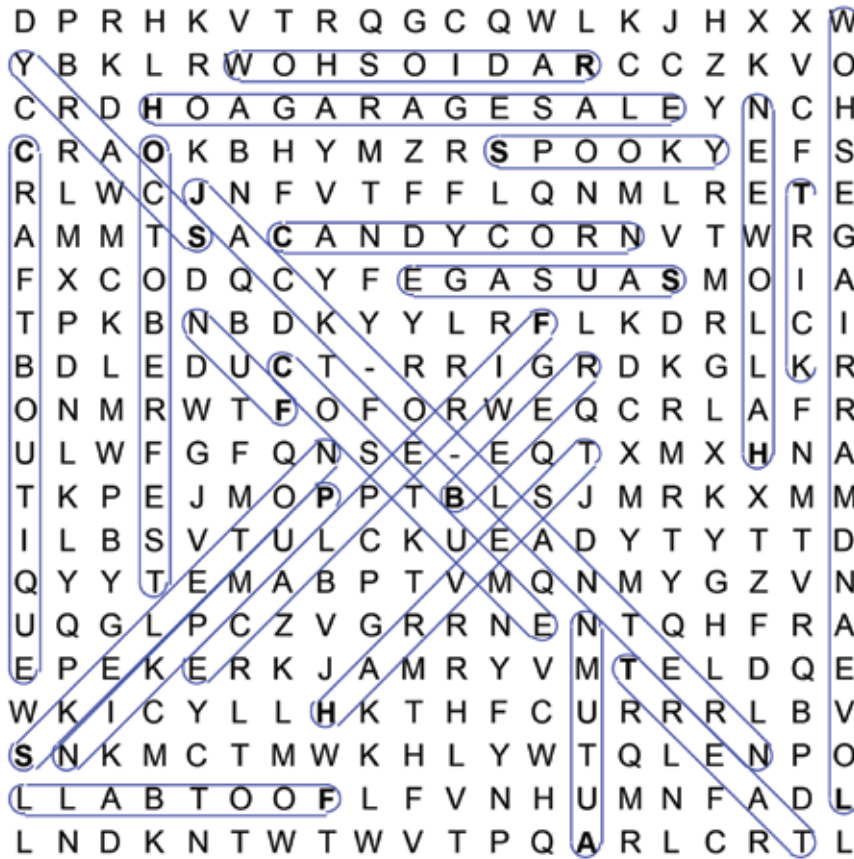 D P R H K V T R Q G C Q W L K J H X X W
Y B K L R W O H S O I D A R C C Z K V O
C R D H O A G A R A G E S A L E Y N C H
C R A O K B H Y M Z R S P O O K Y E F S
R L W C J N F V T F F L Q N M L R E T E
A M M T S A C A N D Y C O R N V T W R G
F X C O D Q C Y F E G A S U A S M O I A
T P K B N B D K Y Y L R F L K D R L C I
B D L E D U C T - R R I G R D K G L K R
O N M R W T F O F O R W E Q C R L A F R
U L W F G F Q N S E - E Q T X M X H N A
T K P E J M O P P T B L S J M R K X M M
I L B S V T U L C K U E A D Y T Y T T D
Q Y Y T E M A B P T V M Q N M Y G Z V N
U Q G L P C Z V G R R N E N T Q H F R A
E P E K E R K J A M R Y V M T E L D Q E
W K I C Y L L H K T H F C U R R R L B V
S N K M C T M W K H L Y W T Q L E N P O
L L A B T O O F L F V N H U M N F A D L
L N D K N T W T W V T P Q A R L C R T L